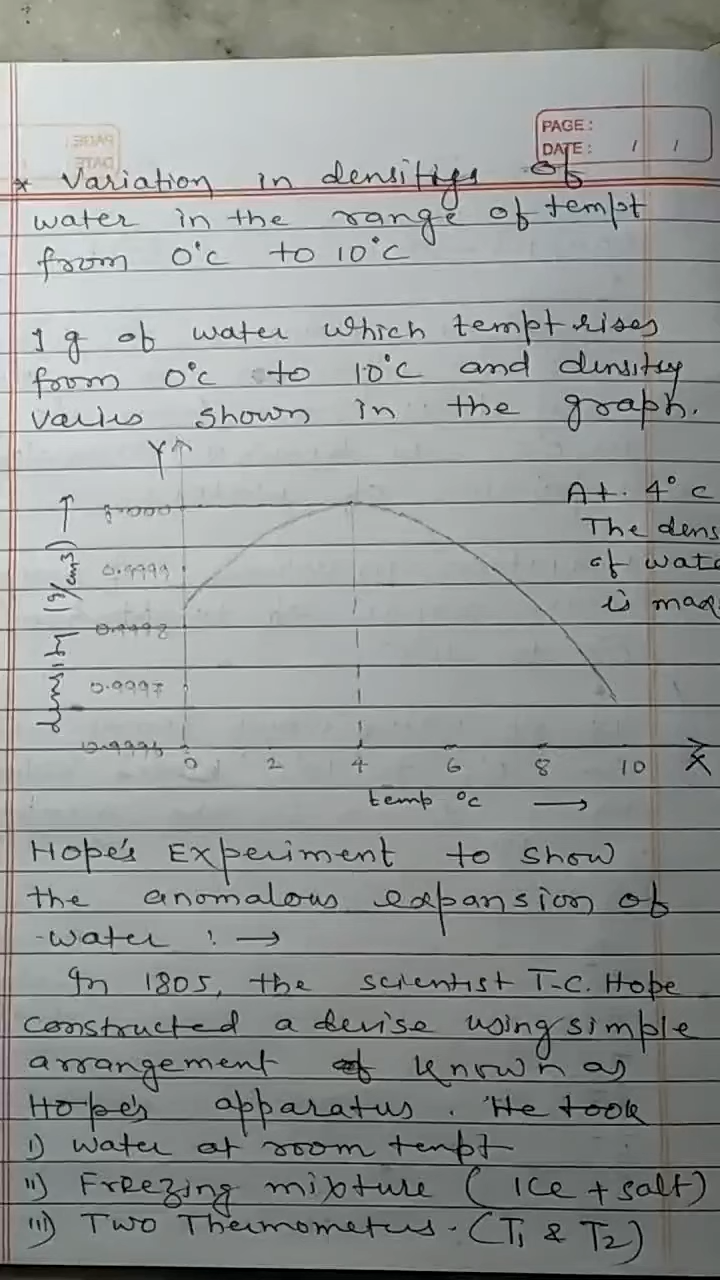 PAGE:
DATE: / /
* Variation in densitys of
water in the range of tempt
from 0°c to 10°c
1 g of water which tempt rises
from 0°c to 10°c and density
varies shown in the graph.
Y
At. 4° c
The dens
of wate
is max
density (g/cm3) →
1.0000
0.9999
0.9998
0.9997
0 2 4 6 8 10 X
temp °c →
Hope's Experiment to show
the anomalous expansion of
water : →
In 1805, the scientist T.C. Hope
constructed a devise using simple
arrangement of known as
Hope's apparatus. He took
i) water at room tempt
ii) Freezing mixture (Ice + salt)
iii) Two Thermometers. (T1 & T2)